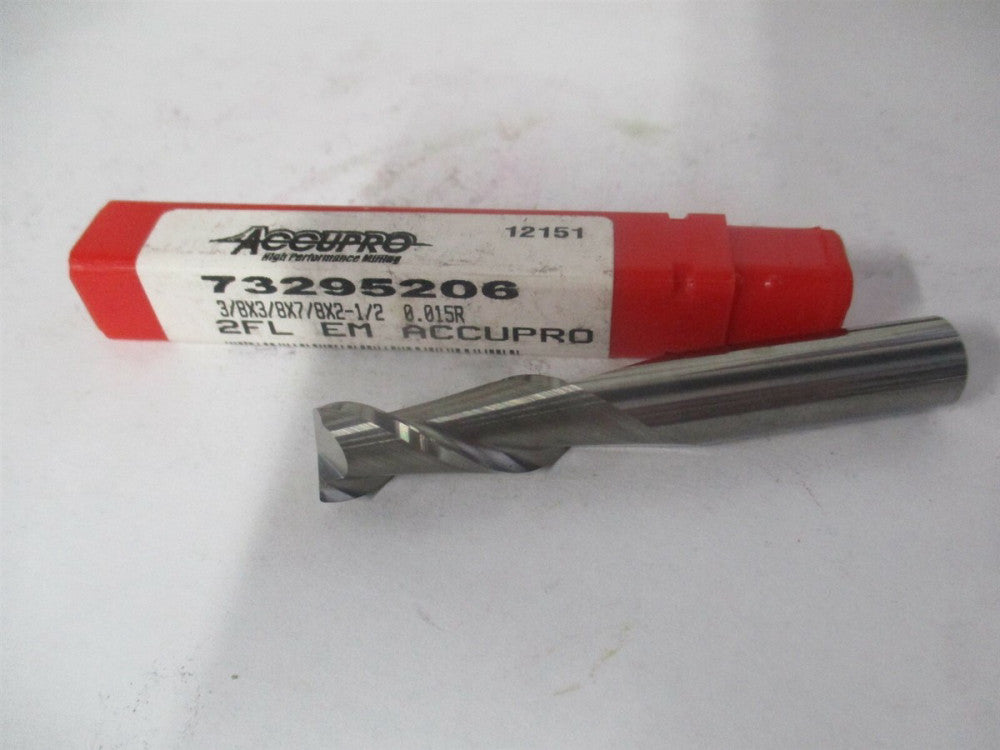 ACCUPRO 12151
High Performance Milling
73295206
3/8X3/8X7/8X2-1/2 0.015R
2FL EM ACCUPRO